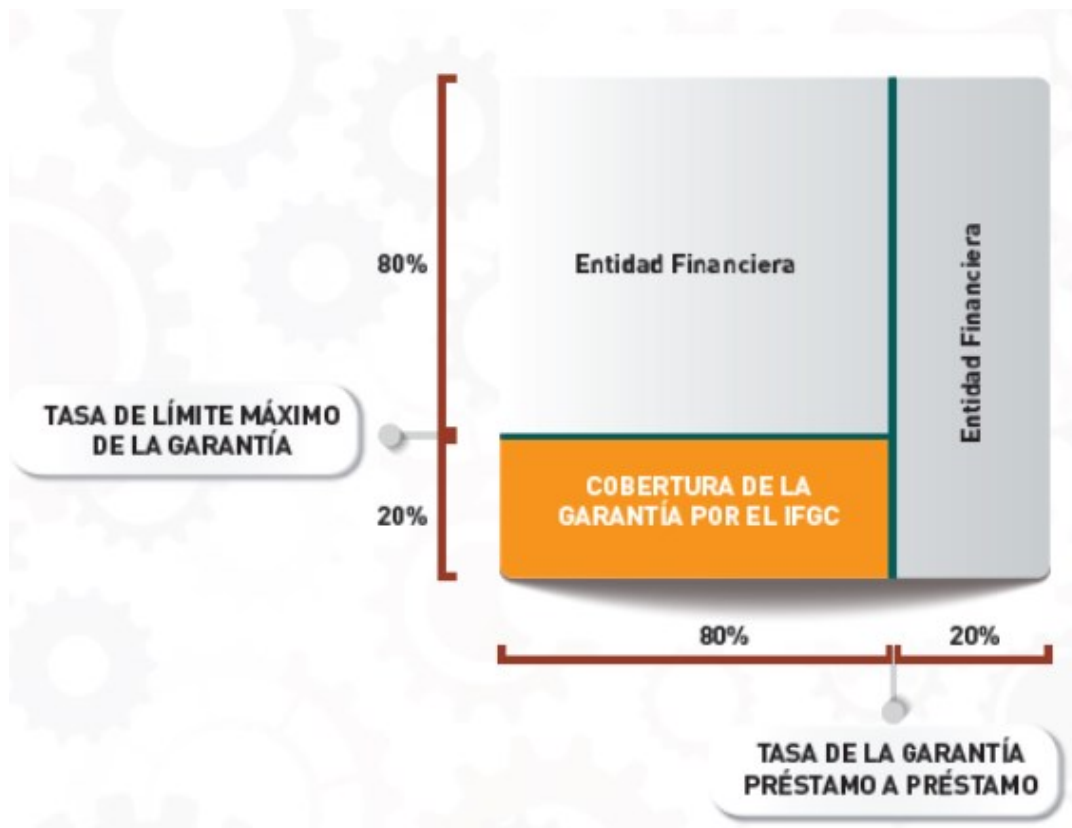 80%
Entidad Financiera
Entidad Financiera
TASA DE LÍMITE MÁXIMO
DE LA GARANTÍA
20%
COBERTURA DE LA
GARANTÍA POR EL IFGC
80%
20%
TASA DE LA GARANTÍA
PRÉSTAMO A PRÉSTAMO